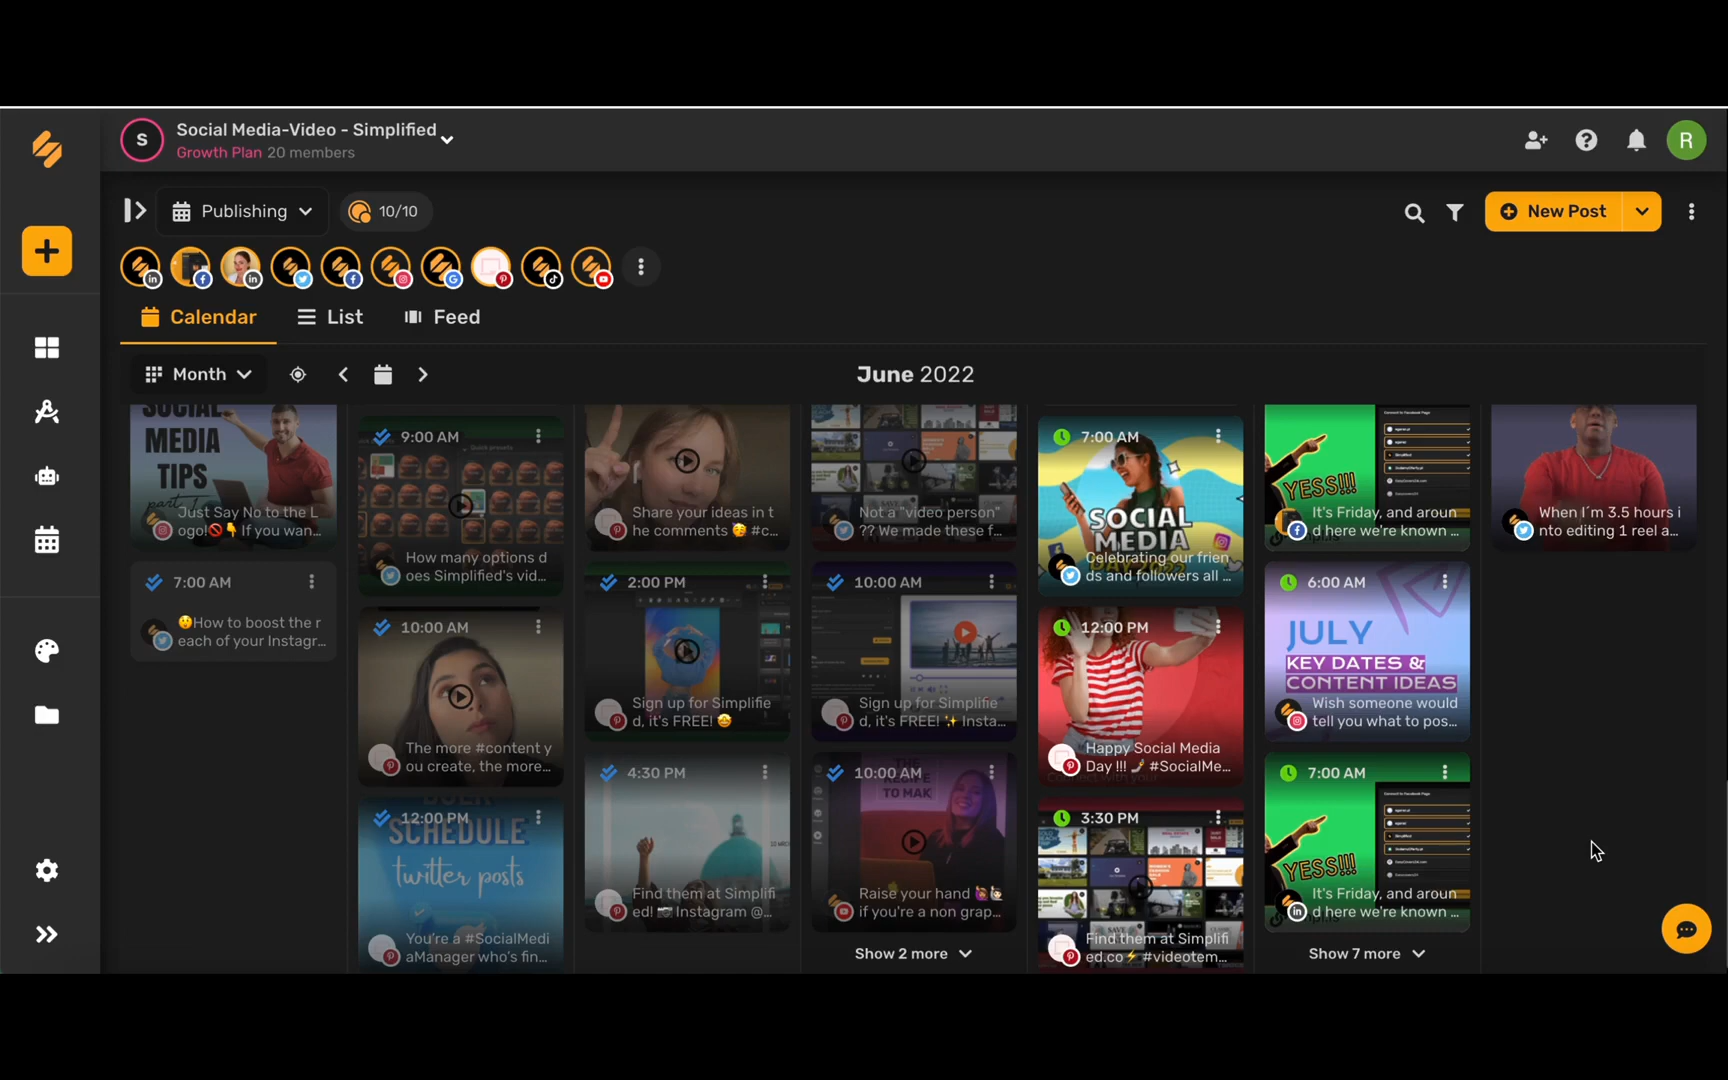 S
Social Media-Video - Simplified
Growth Plan 20 members
R
Publishing
10/10
New Post
Calendar
List
Feed
Month
June 2022
SOCIAL
MEDIA
TIPS
part
Just Say No to the L
ogo!🚫👇 If you wan...
7:00 AM
😲How to boost the r
each of your Instagr...
9:00 AM
Quick presets
How many options d
oes Simplified's vid...
10:00 AM
The more #content y
ou create, the more...
12:00 PM
SCHEDULE
twitter posts
You're a #SocialMedi
aManager who's fin...
Share your ideas in t
he comments 🥳 #c...
2:00 PM
Sign up for Simplifie
d, it's FREE! 🤩
4:30 PM
Find them at Simplifi
ed! 📸 Instagram @...
Not a "video person"
?? We made these f...
10:00 AM
Sign up for Simplifie
d, it's FREE! ✨ Insta...
10:00 AM
THE RECIPE
TO MAK
Raise your hand 🙋🏾🙋🏻
if you're a non grap...
Show 2 more
7:00 AM
SOCIAL
MEDIA
Celebrating our frien
ds and followers all ...
12:00 PM
Happy Social Media
Day !!! 🤳 #SocialMe...
3:30 PM
Find them at Simplifi
ed.co⚡ #videotem...
YESS!!!
It's Friday, and aroun
d here we're known ...
6:00 AM
JULY
KEY DATES &
CONTENT IDEAS
Wish someone would
tell you what to pos...
7:00 AM
YESS!!!
It's Friday, and aroun
d here we're known ...
Show 7 more
When I´m 3.5 hours i
nto editing 1 reel a...